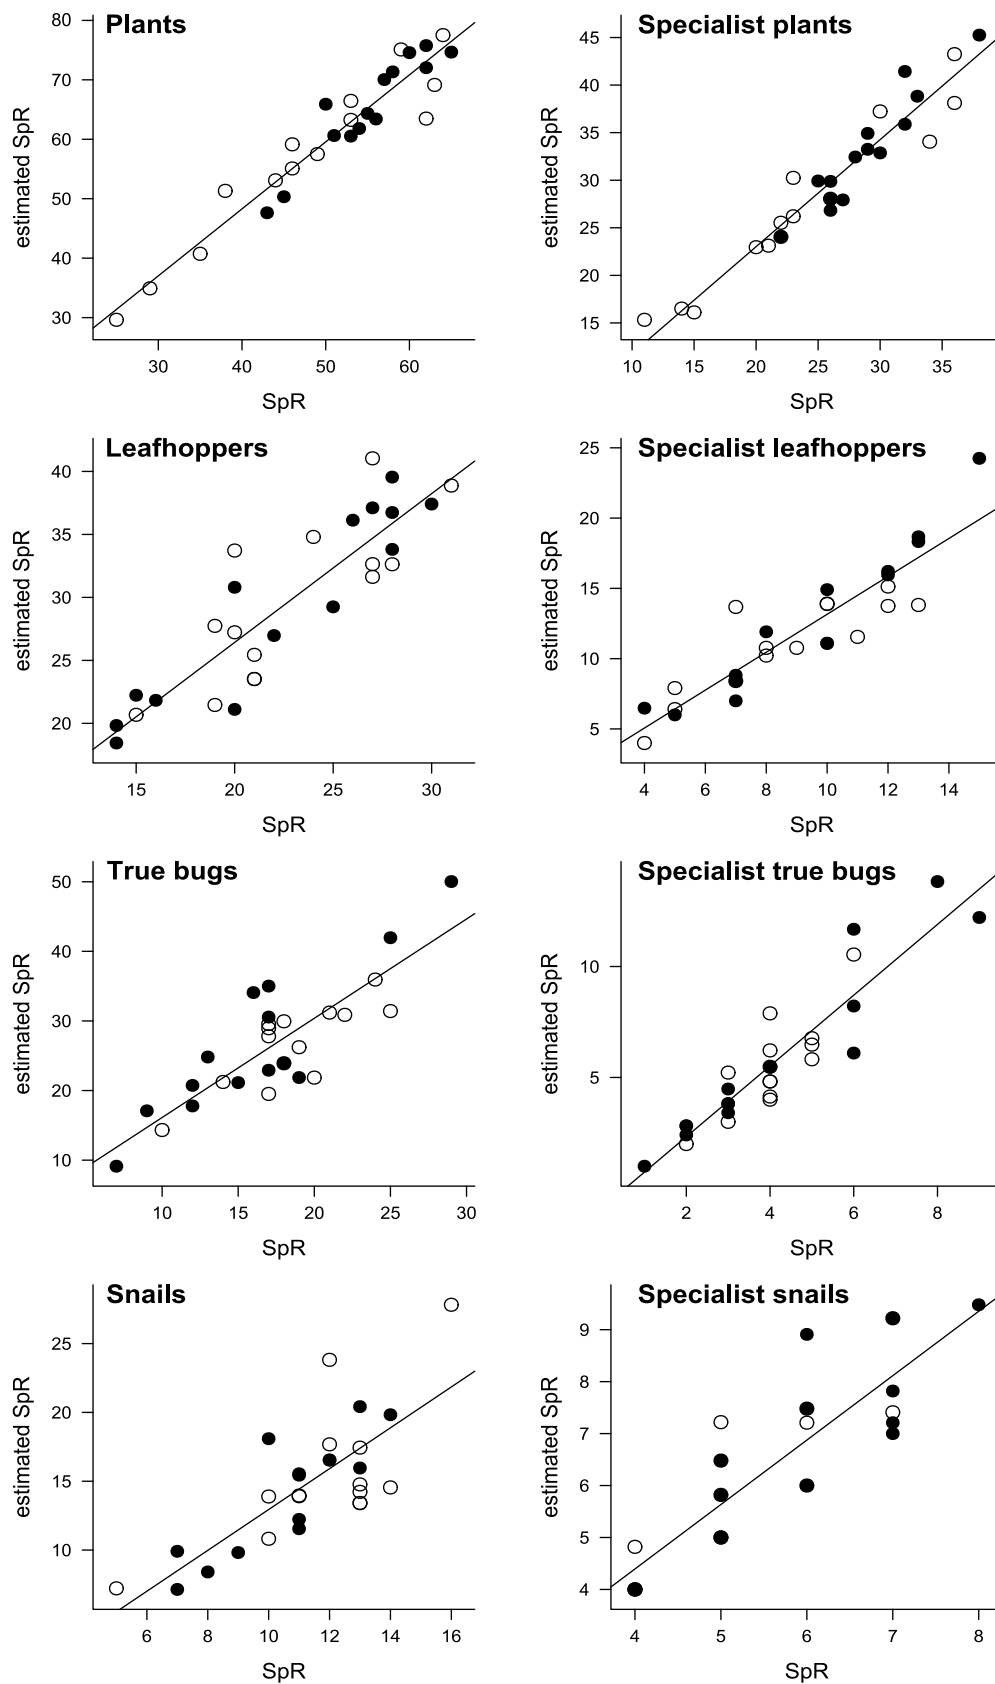 Plants
estimated SpR
80
70
60
50
40
30
30 40 50 60
SpR
Specialist plants
estimated SpR
45
40
35
30
25
20
15
10 15 20 25 30 35
SpR
Leafhoppers
estimated SpR
40
35
30
25
20
15 20 25 30
SpR
Specialist leafhoppers
estimated SpR
25
20
15
10
5
4 6 8 10 12 14
SpR
True bugs
estimated SpR
50
40
30
20
10
10 15 20 25 30
SpR
Specialist true bugs
estimated SpR
10
5
2 4 6 8
SpR
Snails
estimated SpR
25
20
15
10
6 8 10 12 14 16
SpR
Specialist snails
estimated SpR
9
8
7
6
5
4
4 5 6 7 8
SpR